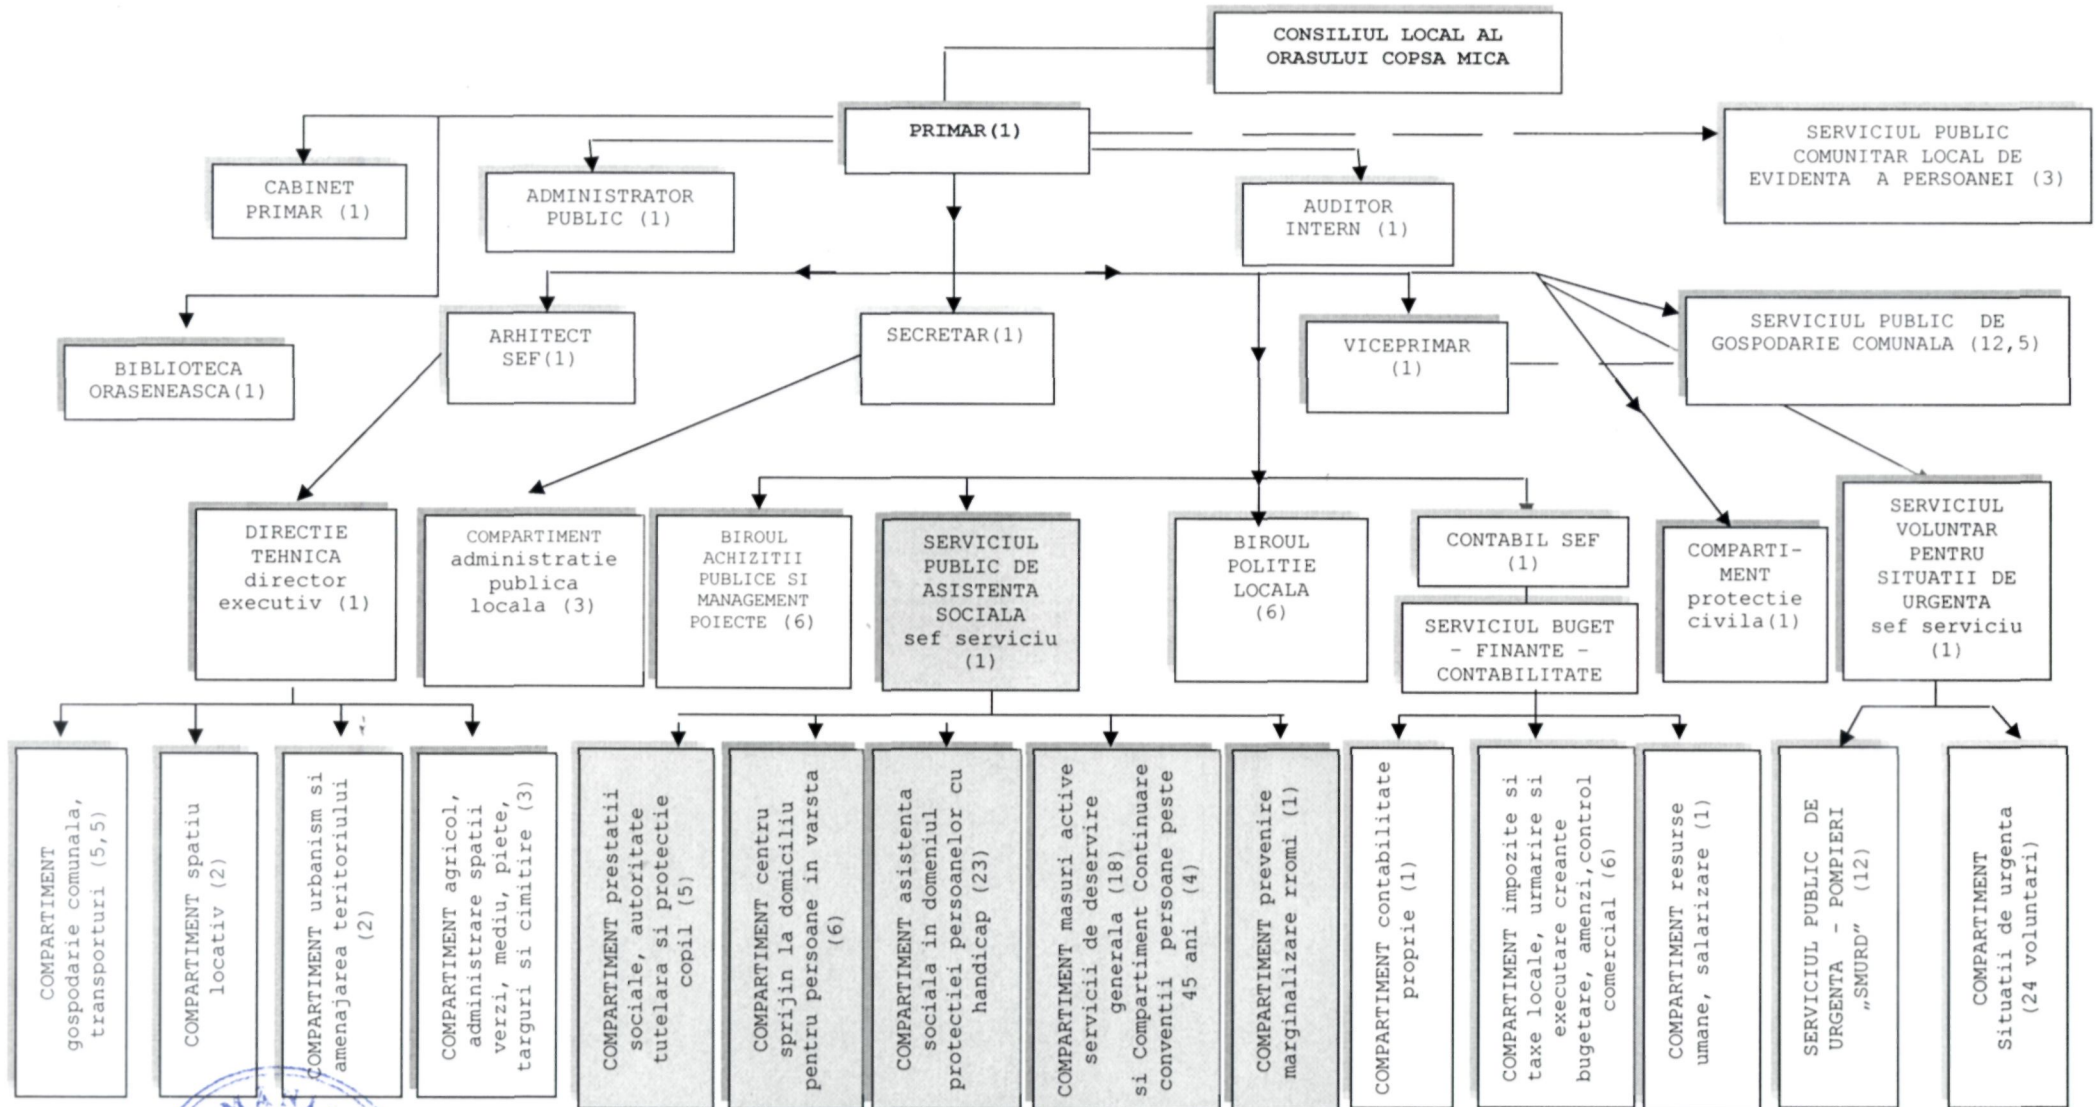 CONSILIUL LOCAL AL
ORASULUI COPSA MICA
PRIMAR(1)
SERVICIUL PUBLIC
COMUNITAR LOCAL DE
EVIDENTA A PERSOANEI (3)
CABINET
PRIMAR (1)
ADMINISTRATOR
PUBLIC (1)
AUDITOR
INTERN (1)
BIBLIOTECA
ORASENEASCA(1)
ARHITECT
SEF(1)
SECRETAR(1)
VICEPRIMAR
(1)
SERVICIUL PUBLIC DE
GOSPODARIE COMUNALA (12,5)
DIRECTIE
TEHNICA
director
executiv (1)
COMPARTIMENT
administratie
publica
locala (3)
BIROUL
ACHIZITII
PUBLICE SI
MANAGEMENT
POIECTE (6)
SERVICIUL
PUBLIC DE
ASISTENTA
SOCIALA
sef serviciu
(1)
BIROUL
POLITIE
LOCALA
(6)
CONTABIL SEF
(1)
SERVICIUL BUGET
- FINANTE -
CONTABILITATE
COMPARTI-
MENT
protectie
civila(1)
SERVICIUL
VOLUNTAR
PENTRU
SITUATII DE
URGENTA
sef serviciu
(1)
COMPARTIMENT
gospodarie comunala,
transporturi (5,5)
COMPARTIMENT spatiu
locativ (2)
COMPARTIMENT urbanism si
amenajarea teritoriului
(2)
COMPARTIMENT agricol,
administrare spatii
verzi, mediu, piete,
targuri si cimitire (3)
COMPARTIMENT prestatii
sociale, autoritate
tutelara si protectie
copil (5)
COMPARTIMENT centru
sprijin la domiciliu
pentru persoane in varsta
(6)
COMPARTIMENT asistenta
sociala in domeniul
protectiei persoanelor cu
handicap (23)
COMPARTIMENT masuri active
servicii de deservire
generala (18)
si Compartiment Continuare
conventii persoane peste
45 ani (4)
COMPARTIMENT prevenire
marginalizare rromi (1)
COMPARTIMENT contabilitate
proprie (1)
COMPARTIMENT impozite si
taxe locale, urmarire si
executare creante
bugetare, amenzi,control
comercial (6)
COMPARTIMENT resurse
umane, salarizare (1)
SERVICIUL PUBLIC DE
URGENTA - POMPIERI
„SMURD” (12)
COMPARTIMENT
Situatii de urgenta
(24 voluntari)